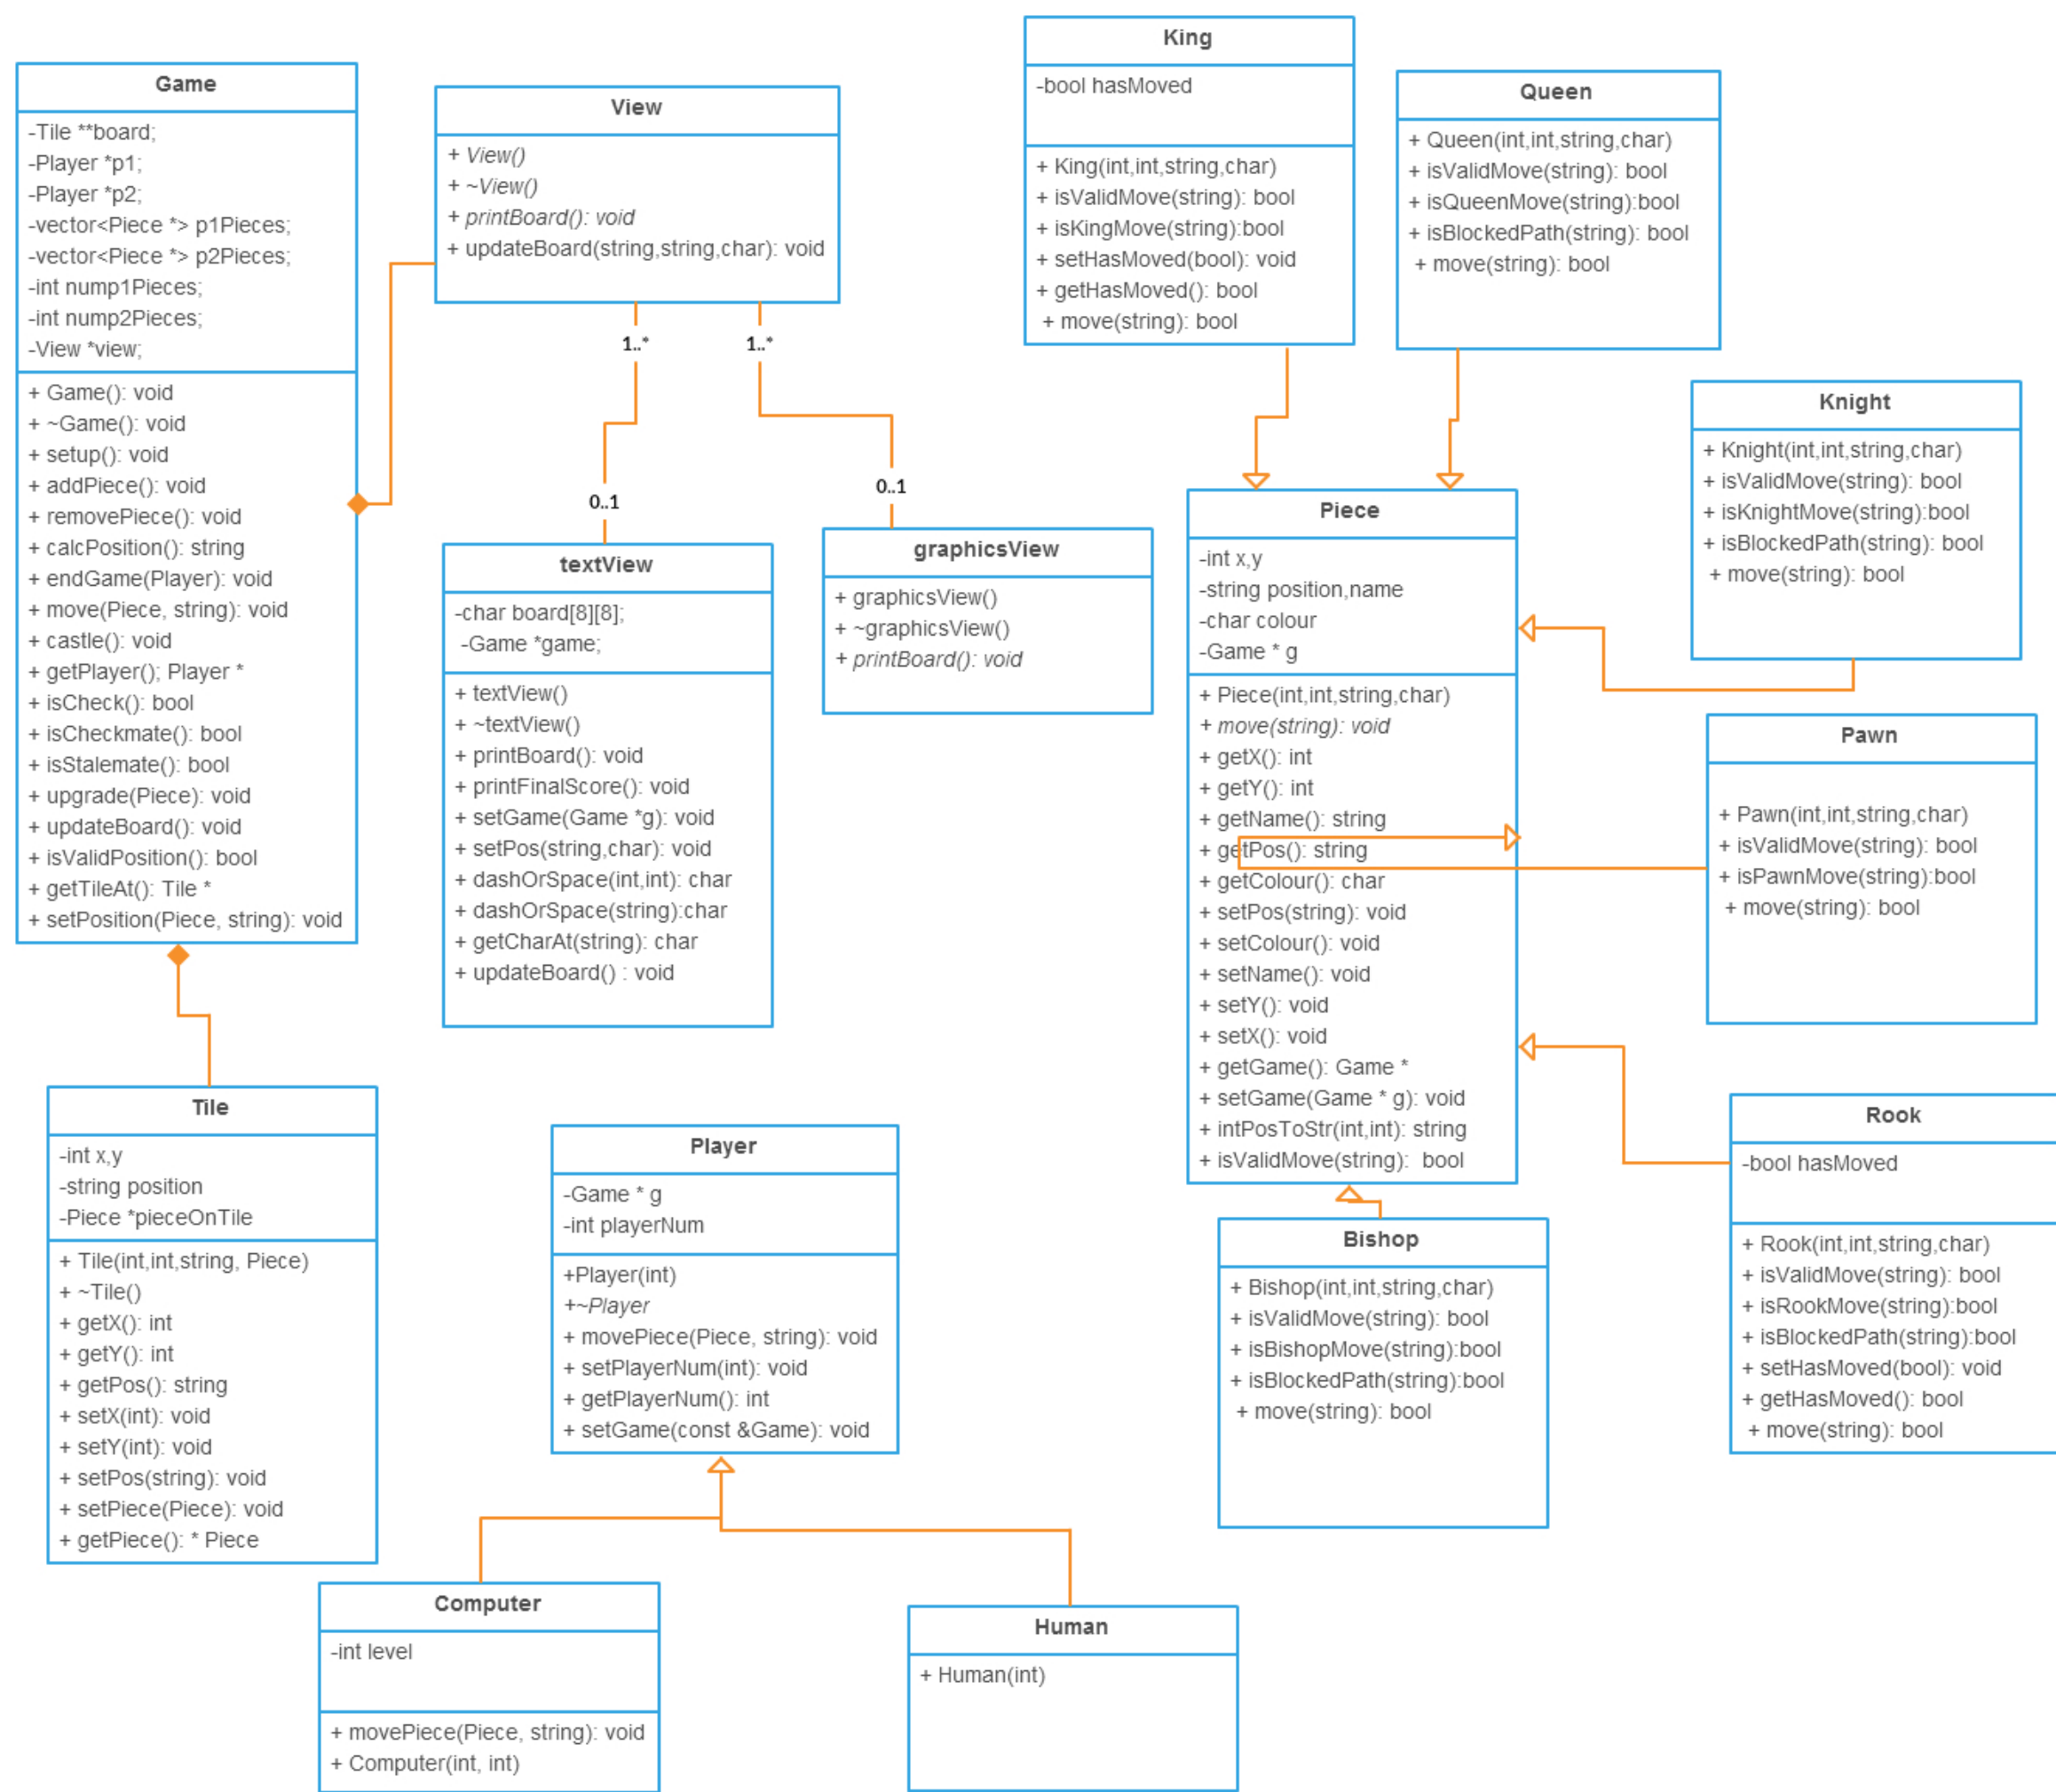 Game
-Tile **board;
-Player *p1;
-Player *p2;
-vector<Piece *> p1Pieces;
-vector<Piece *> p2Pieces;
-int nump1Pieces;
-int nump2Pieces;
-View *view;
+ Game(): void
+ ~Game(): void
+ setup(): void
+ addPiece(): void
+ removePiece(): void
+ calcPosition(): string
+ endGame(Player): void
+ move(Piece, string): void
+ castle(): void
+ getPlayer(); Player *
+ isCheck(): bool
+ isCheckmate(): bool
+ isStalemate(): bool
+ upgrade(Piece): void
+ updateBoard(): void
+ isValidPosition(): bool
+ getTileAt(): Tile *
+ setPosition(Piece, string): void
View
+ View()
+ ~View()
+ printBoard(): void
+ updateBoard(string,string,char): void
1..*
1..*
0..1
0..1
textView
-char board[8][8];
-Game *game;
+ textView()
+ ~textView()
+ printBoard(): void
+ printFinalScore(): void
+ setGame(Game *g): void
+ setPos(string,char): void
+ dashOrSpace(int,int): char
+ dashOrSpace(string):char
+ getCharAt(string): char
+ updateBoard() : void
graphicsView
+ graphicsView()
+ ~graphicsView()
+ printBoard(): void
King
-bool hasMoved
+ King(int,int,string,char)
+ isValidMove(string): bool
+ isKingMove(string):bool
+ setHasMoved(bool): void
+ getHasMoved(): bool
+ move(string): bool
Queen
+ Queen(int,int,string,char)
+ isValidMove(string): bool
+ isQueenMove(string):bool
+ isBlockedPath(string): bool
+ move(string): bool
Knight
+ Knight(int,int,string,char)
+ isValidMove(string): bool
+ isKnightMove(string):bool
+ isBlockedPath(string): bool
+ move(string): bool
Piece
-int x,y
-string position,name
-char colour
-Game * g
+ Piece(int,int,string,char)
+ move(string): void
+ getX(): int
+ getY(): int
+ getName(): string
+ getPos(): string
+ getColour(): char
+ setPos(string): void
+ setColour(): void
+ setName(): void
+ setY(): void
+ setX(): void
+ getGame(): Game *
+ setGame(Game * g): void
+ intPosToStr(int,int): string
+ isValidMove(string): bool
Pawn
+ Pawn(int,int,string,char)
+ isValidMove(string): bool
+ isPawnMove(string):bool
+ move(string): bool
Rook
-bool hasMoved
+ Rook(int,int,string,char)
+ isValidMove(string): bool
+ isRookMove(string):bool
+ isBlockedPath(string):bool
+ setHasMoved(bool): void
+ getHasMoved(): bool
+ move(string): bool
Bishop
+ Bishop(int,int,string,char)
+ isValidMove(string): bool
+ isBishopMove(string):bool
+ isBlockedPath(string):bool
+ move(string): bool
Tile
-int x,y
-string position
-Piece *pieceOnTile
+ Tile(int,int,string, Piece)
+ ~Tile()
+ getX(): int
+ getY(): int
+ getPos(): string
+ setX(int): void
+ setY(int): void
+ setPos(string): void
+ setPiece(Piece): void
+ getPiece(): * Piece
Player
-Game * g
-int playerNum
+Player(int)
+~Player
+ movePiece(Piece, string): void
+ setPlayerNum(int): void
+ getPlayerNum(): int
+ setGame(const &Game): void
Computer
-int level
+ movePiece(Piece, string): void
+ Computer(int, int)
Human
+ Human(int)